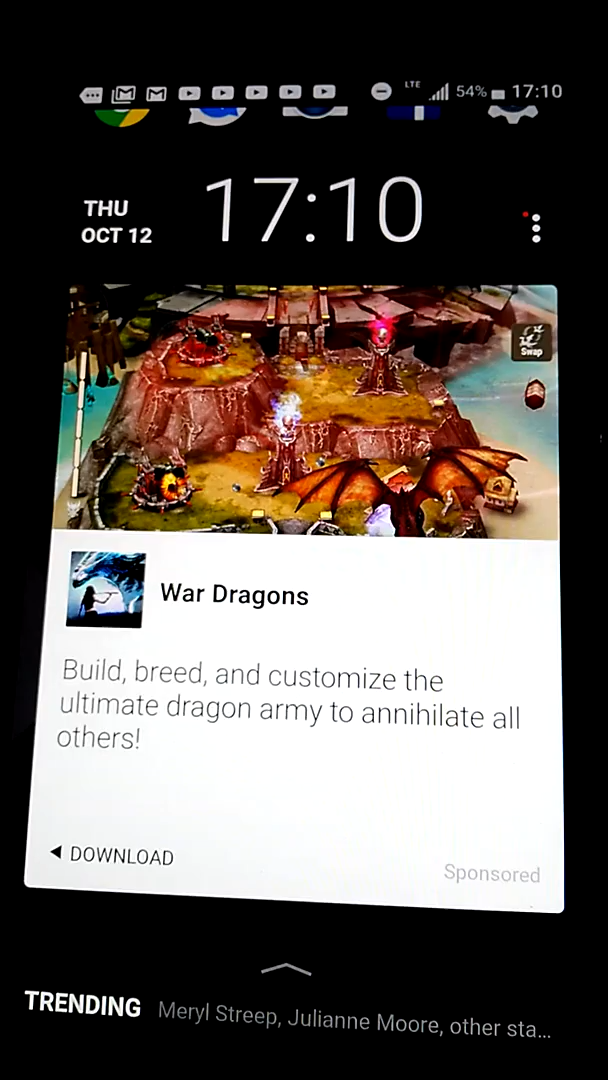 LTE 54% 17:10
THU
OCT 12
17:10
Swap
War Dragons
Build, breed, and customize the
ultimate dragon army to annihilate all
others!
DOWNLOAD
Sponsored
TRENDING Meryl Streep, Julianne Moore, other sta...